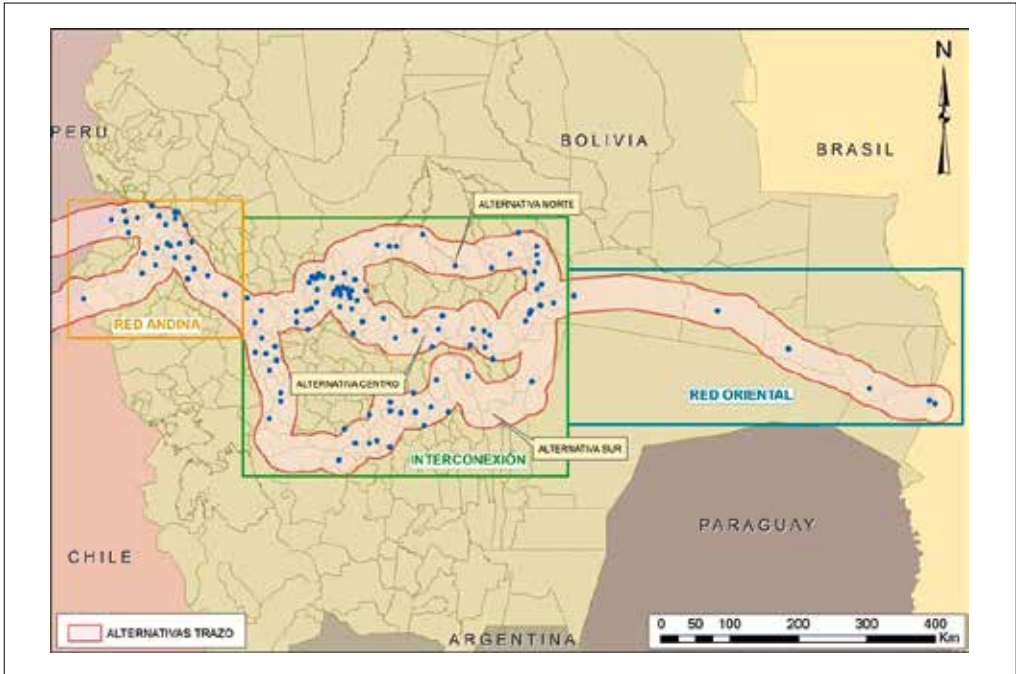 N
PERU
BOLIVIA
BRASIL
ALTERNATIVA NORTE
RED ANDINA
ALTERNATIVA CENTRO
RED ORIENTAL
ALTERNATIVA SUR
INTERCONEXIÓN
PARAGUAY
CHILE
ALTERNATIVAS TRAZO
ARGENTINA
0 50 100 200 300 400
Km